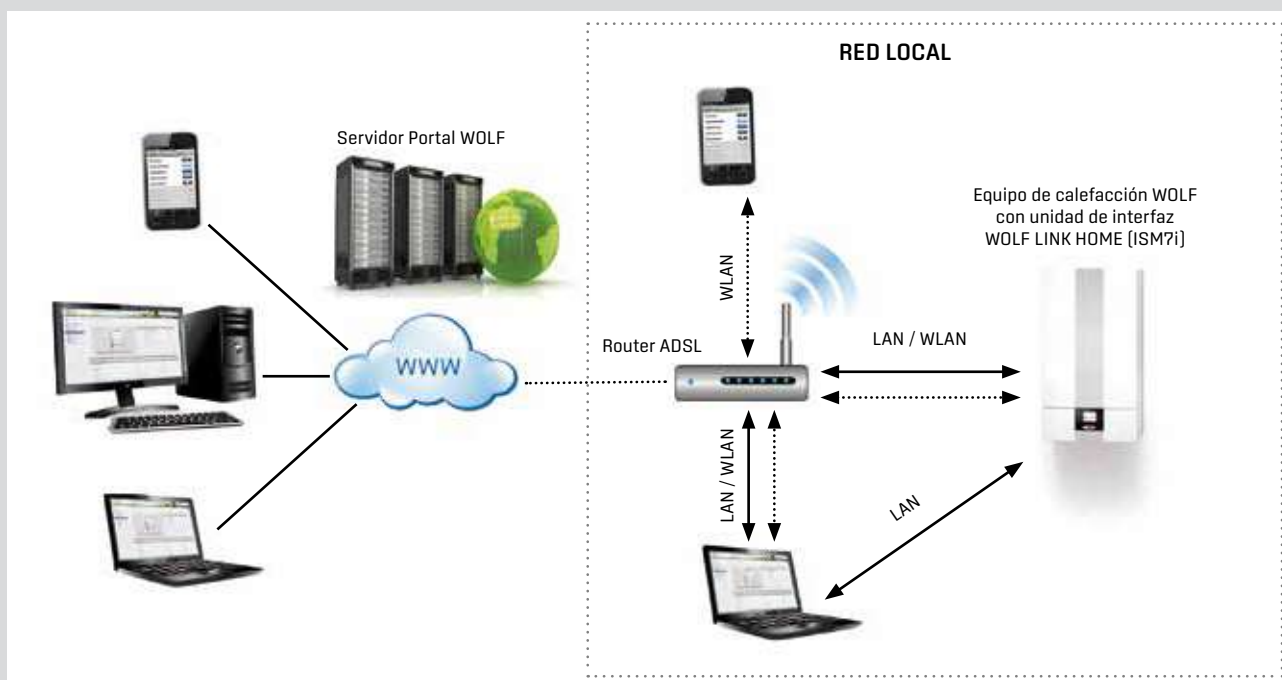 RED LOCAL
Servidor Portal WOLF
Equipo de calefacción WOLF
con unidad de interfaz
WOLF LINK HOME (ISM7i)
WLAN
Router ADSL
LAN / WLAN
WWW
LAN / WLAN
LAN